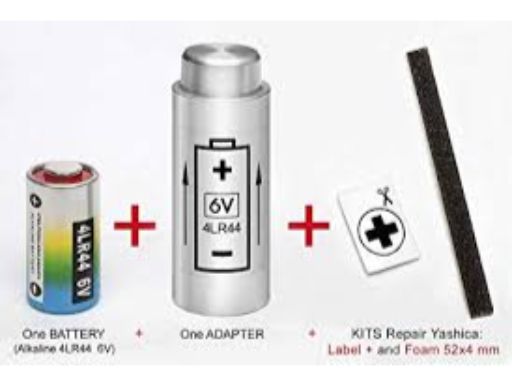 4LR44 6V
6V
4LR44
One BATTERY + One ADAPTER + KITS Repair Yashica:
(Alkaline 4LR44 6V) Label + and Foam 52x4 mm